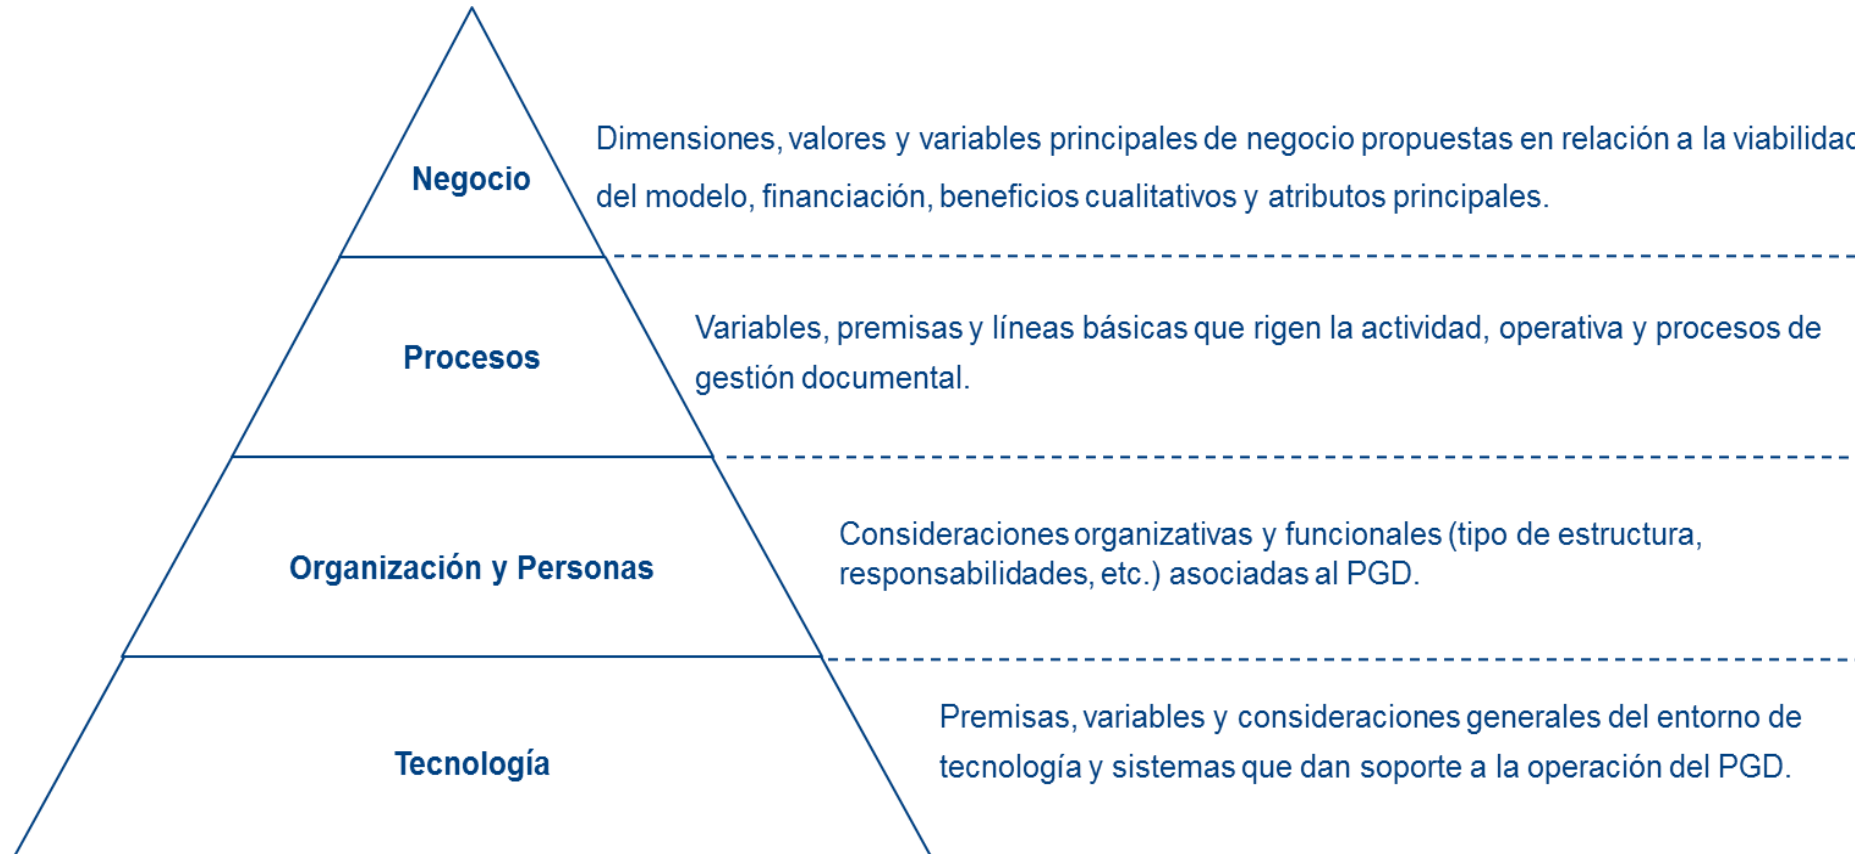 Negocio
Dimensiones, valores y variables principales de negocio propuestas en relación a la viabilidad
del modelo, financiación, beneficios cualitativos y atributos principales.
Procesos
Variables, premisas y líneas básicas que rigen la actividad, operativa y procesos de
gestión documental.
Organización y Personas
Consideraciones organizativas y funcionales (tipo de estructura,
responsabilidades, etc.) asociadas al PGD.
Tecnología
Premisas, variables y consideraciones generales del entorno de
tecnología y sistemas que dan soporte a la operación del PGD.